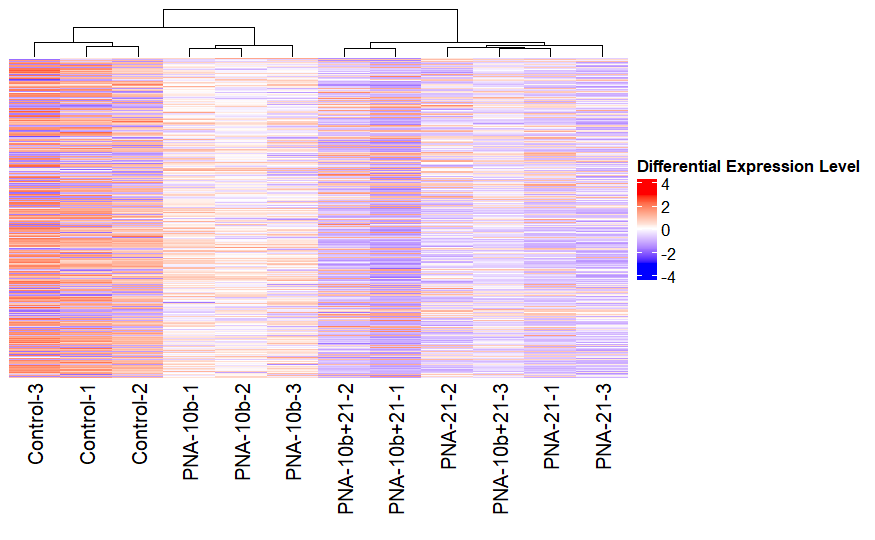 Differential Expression Level
4
2
0
-2
-4
Control-3
Control-1
Control-2
PNA-10b-1
PNA-10b-2
PNA-10b-3
PNA-10b+21-2
PNA-10b+21-1
PNA-21-2
PNA-10b+21-3
PNA-21-1
PNA-21-3